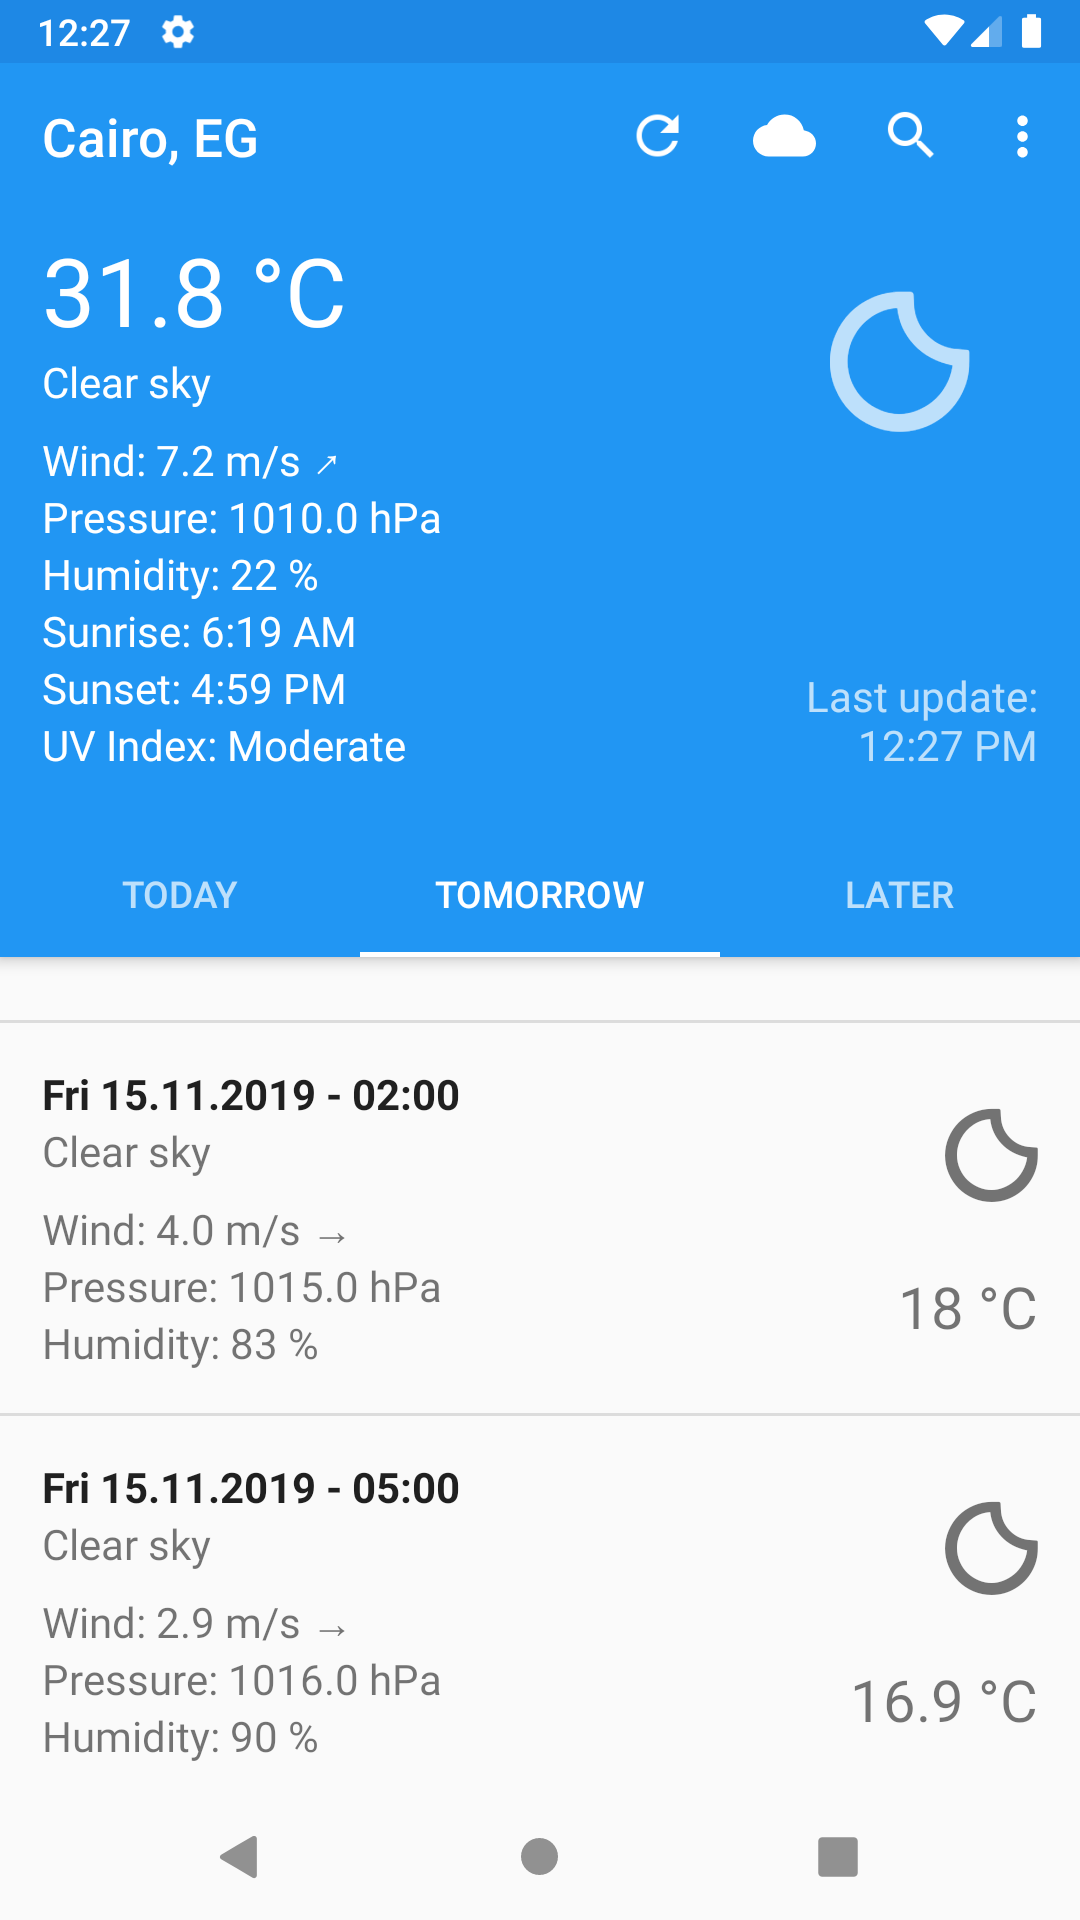 12:27
Cairo, EG
31.8 °C
Clear sky
Wind: 7.2 m/s ↗
Pressure: 1010.0 hPa
Humidity: 22 %
Sunrise: 6:19 AM
Sunset: 4:59 PM
UV Index: Moderate
Last update:
12:27 PM
TODAY TOMORROW LATER
Fri 15.11.2019 - 02:00
Clear sky
Wind: 4.0 m/s →
Pressure: 1015.0 hPa
Humidity: 83 %
18 °C
Fri 15.11.2019 - 05:00
Clear sky
Wind: 2.9 m/s →
Pressure: 1016.0 hPa
Humidity: 90 %
16.9 °C